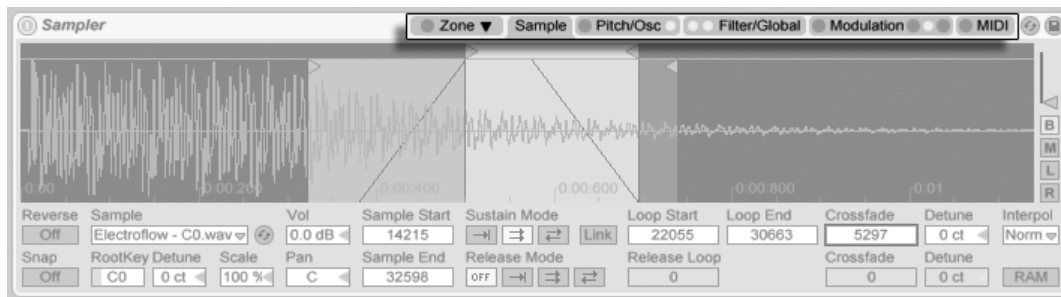 Sampler Zone ▼ Sample Pitch/Osc Filter/Global Modulation MIDI
B
M
L
R
0:00 0:00:200 0:00:400 0:00:600 0:00:800 0:01
Reverse Sample Vol Sample Start Sustain Mode Loop Start Loop End Crossfade Detune Interpol
Off Electroflow - C0.wav 0.0 dB 14215 Link 22055 30663 5297 0 ct Norm
Snap RootKey Detune Scale Pan Sample End Release Mode Release Loop Crossfade Detune
Off C0 0 ct 100 % C 32598 OFF 0 0 0 ct RAM